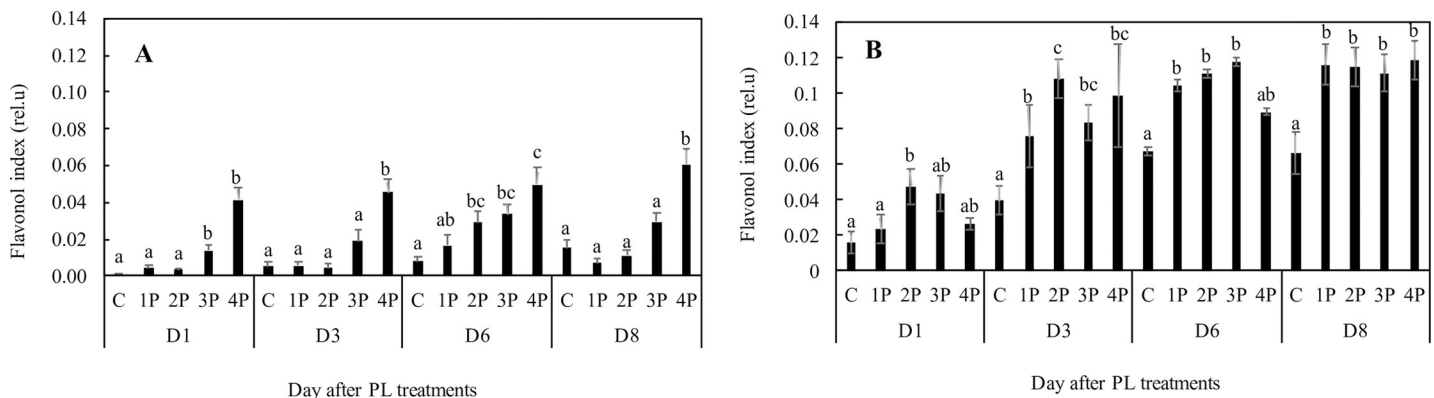 A
Flavonol index (rel.u)
0.14
0.12
0.10
0.08
0.06
0.04
0.02
0.00
a a a b b
a a a a b
a ab bc bc c
a a a a b
C 1P 2P 3P 4P C 1P 2P 3P 4P C 1P 2P 3P 4P C 1P 2P 3P 4P
D1 D3 D6 D8
Day after PL treatments
B
Flavonol index (rel.u)
0.14
0.12
0.1
0.08
0.06
0.04
0.02
0
a a b ab ab
a b c bc bc
a b b b ab
a b b b b
C 1P 2P 3P 4P C 1P 2P 3P 4P C 1P 2P 3P 4P C 1P 2P 3P 4P
D1 D3 D6 D8
Day after PL treatments